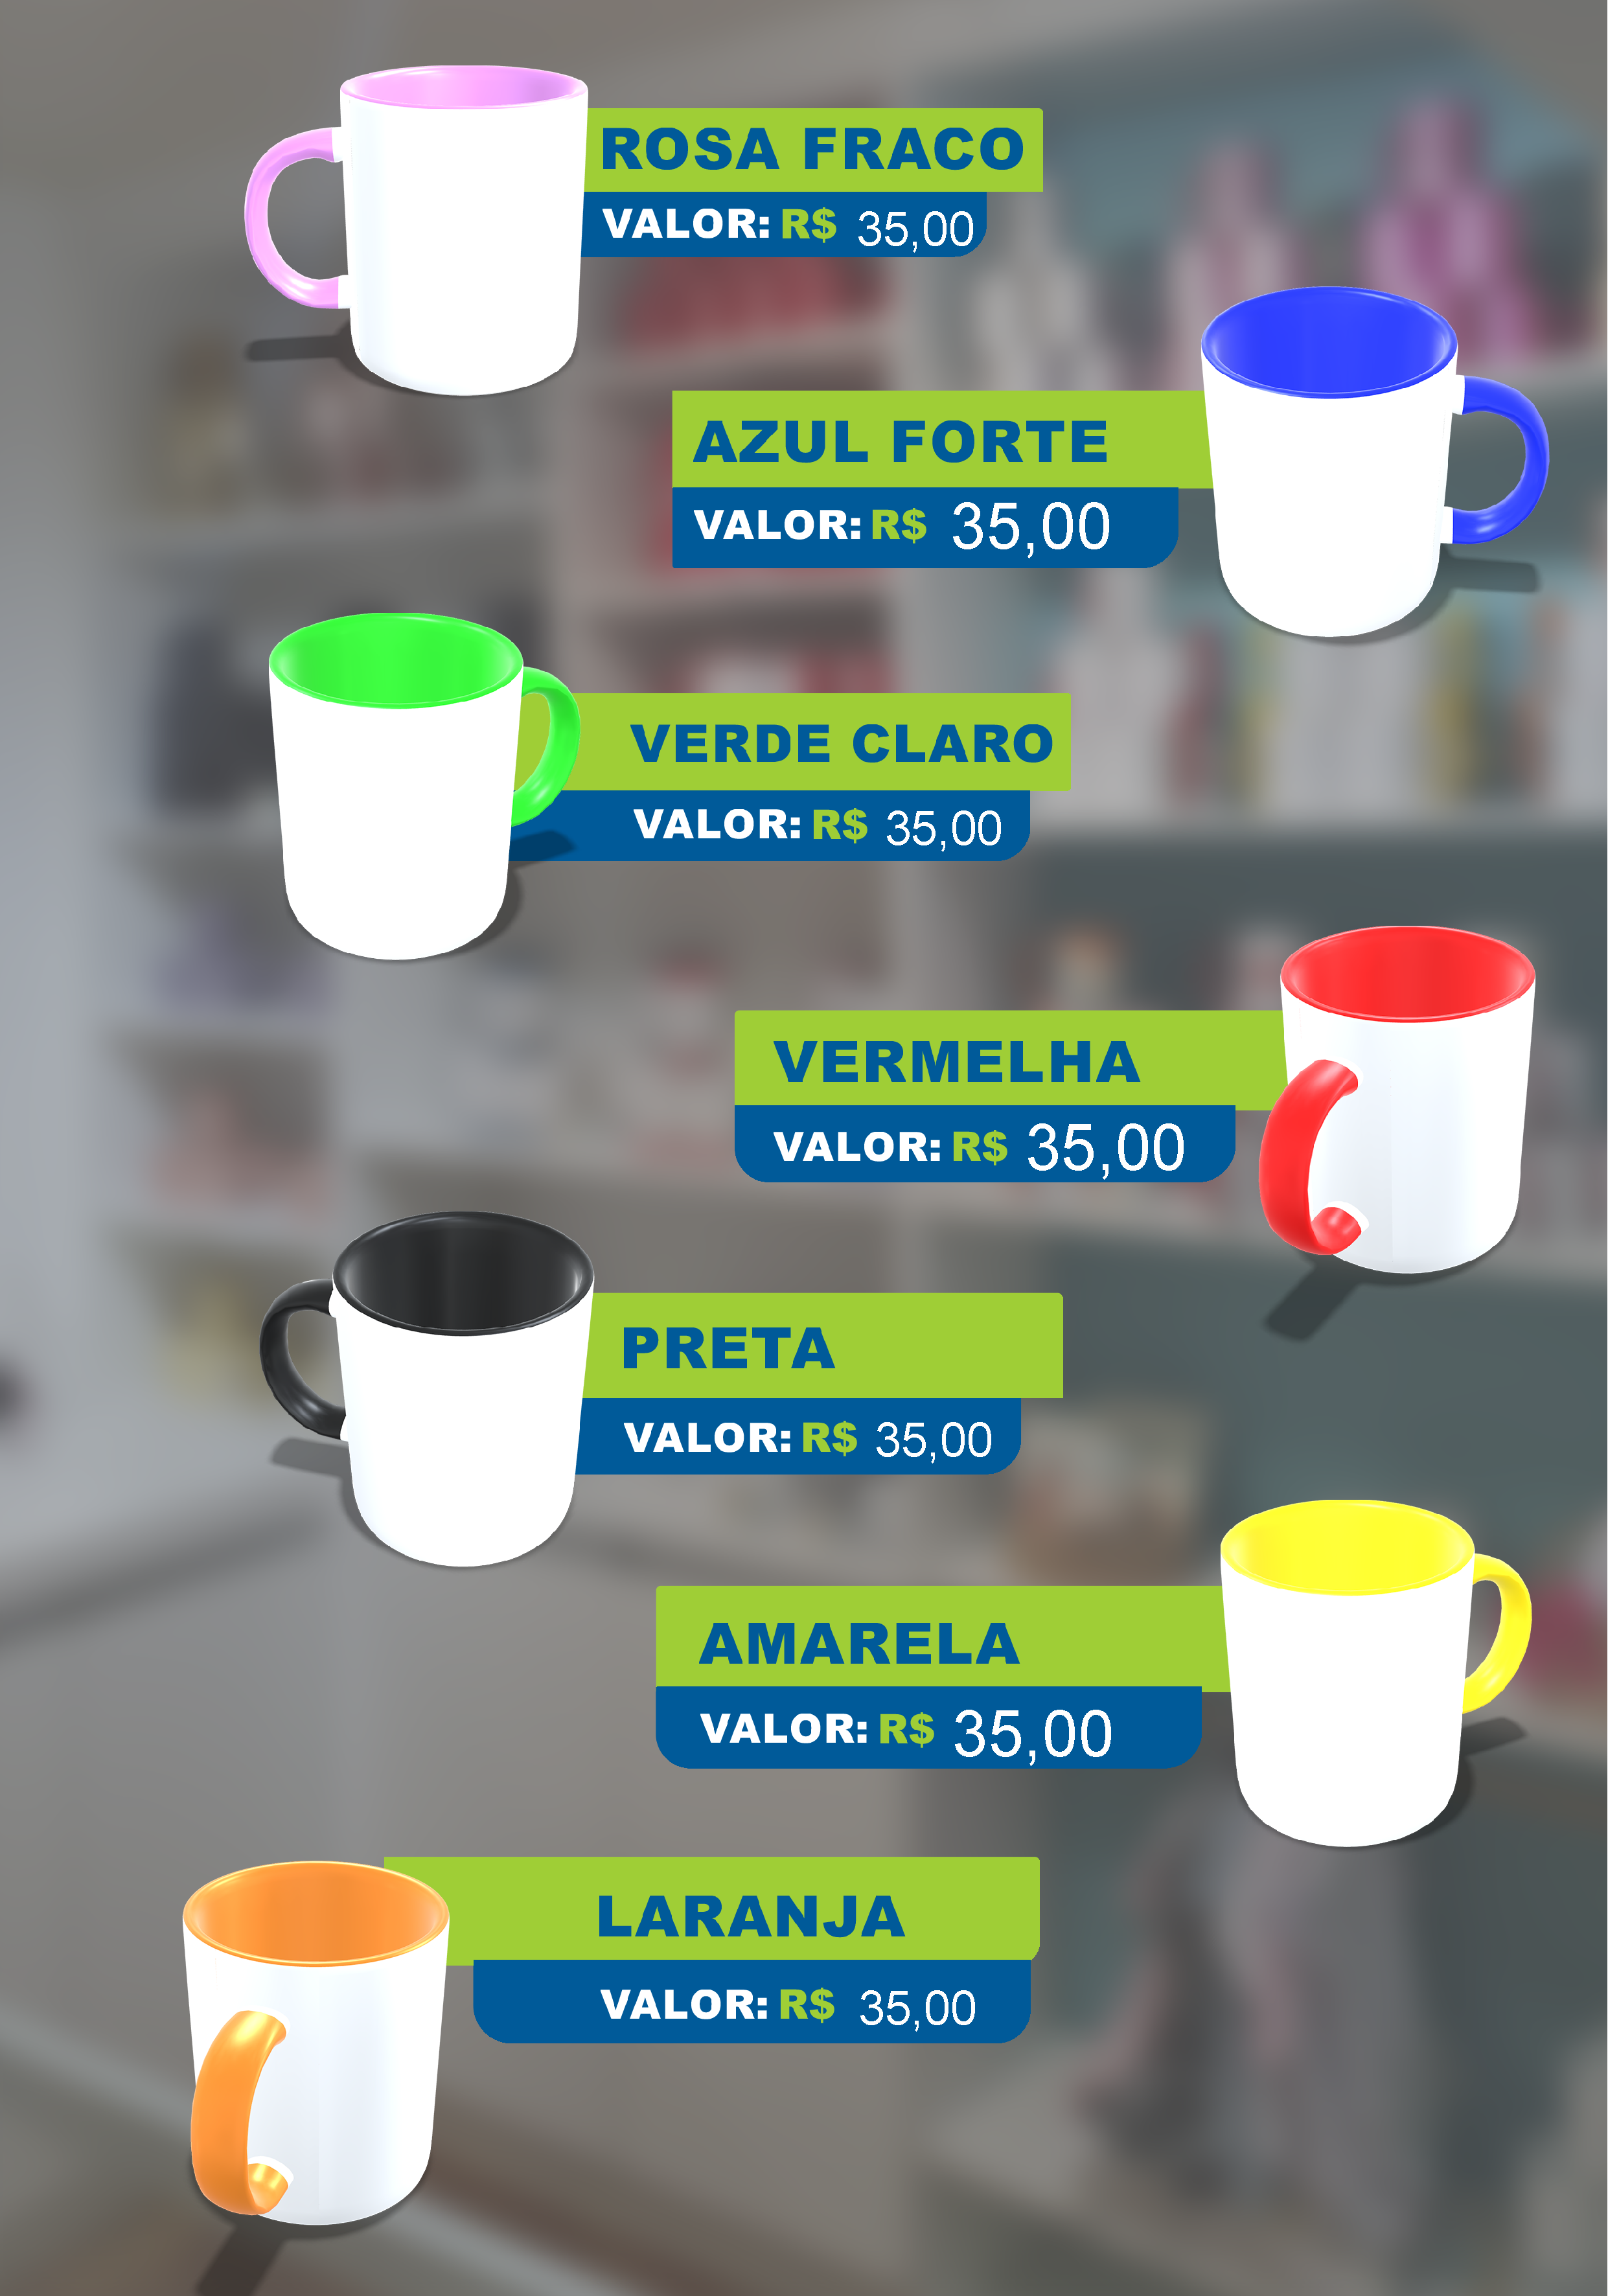 ROSA FRACO
VALOR: R$ 35,00
AZUL FORTE
VALOR: R$ 35,00
VERDE CLARO
VALOR: R$ 35,00
VERMELHA
VALOR: R$ 35,00
PRETA
VALOR: R$ 35,00
AMARELA
VALOR: R$ 35,00
LARANJA
VALOR: R$ 35,00